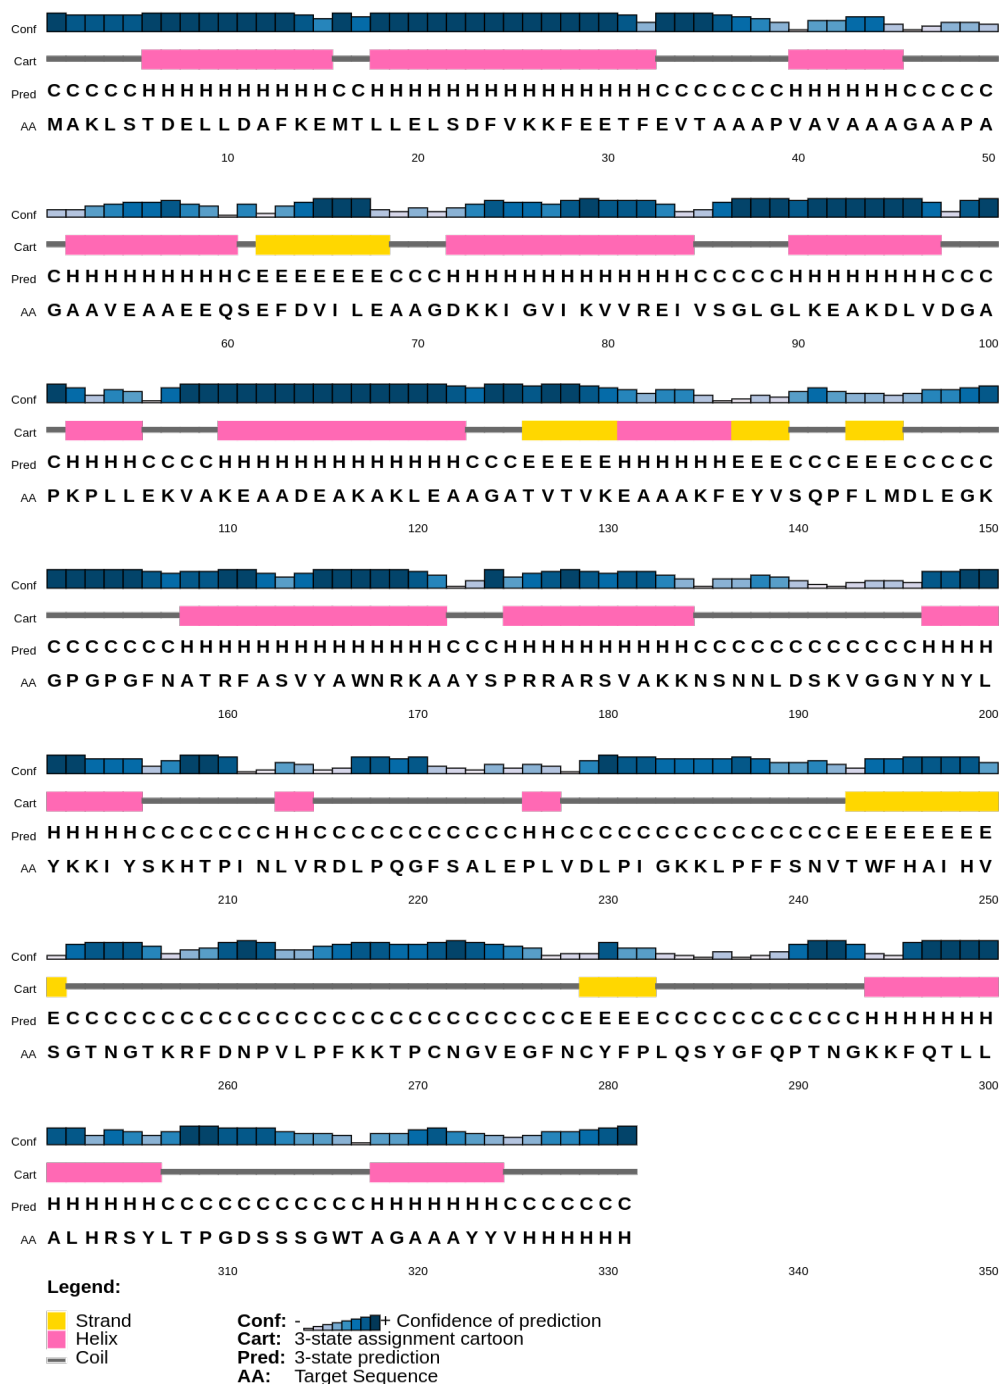 Conf
Cart
Pred C C C C C H H H H H H H H H H C C H H H H H H H H H H H H H H H C C C C C C C H H H H H H C C C C C
AA M A K L S T D E L L D A F K E M T L L E L S D F V K K F E E T F E V T A A A P V A V A A A G A A P A
10 20 30 40 50
Conf
Cart
Pred C H H H H H H H H H C E E E E E E E C C C H H H H H H H H H H H H H C C C C C H H H H H H H H C C C
AA G A A V E A A E E Q S E F D V I L E A A G D K K I G V I K V V R E I V S G L G L K E A K D L V D G A
60 70 80 90 100
Conf
Cart
Pred C H H H H C C C C H H H H H H H H H H H H H C C C E E E E E H H H H H H E E E C C C E E E C C C C C
AA P K P L L E K V A K E A A D E A K A K L E A A G A T V T V K E A A A K F E Y V S Q P F L M D L E G K
110 120 130 140 150
Conf
Cart
Pred C C C C C C C H H H H H H H H H H H H H H C C C H H H H H H H H H H C C C C C C C C C C C C H H H H
AA G P G P G F N A T R F A S V Y A W N R K A A Y S P R R A R S V A K K N S N N L D S K V G G N Y N Y L
160 170 180 190 200
Conf
Cart
Pred H H H H H C C C C C C C H H C C C C C C C C C C C H H C C C C C C C C C C C C C C C E E E E E E E E
AA Y K K I Y S K H T P I N L V R D L P Q G F S A L E P L V D L P I G K K L P F F S N V T W F H A I H V
210 220 230 240 250
Conf
Cart
Pred E C C C C C C C C C C C C C C C C C C C C C C C C C C C E E E E C C C C C C C C C C C H H H H H H H
AA S G T N G T K R F D N P V L P F K K T P C N G V E G F N C Y F P L Q S Y G F Q P T N G K K F Q T L L
260 270 280 290 300
Conf
Cart
Pred H H H H H H C C C C C C C C C C C H H H H H H H C C C C C C C
AA A L H R S Y L T P G D S S S G W T A G A A A Y Y V H H H H H H
310 320 330 340 350
Legend:
Strand Conf: - + Confidence of prediction
Helix Cart: 3-state assignment cartoon
Coil Pred: 3-state prediction
AA: Target Sequence